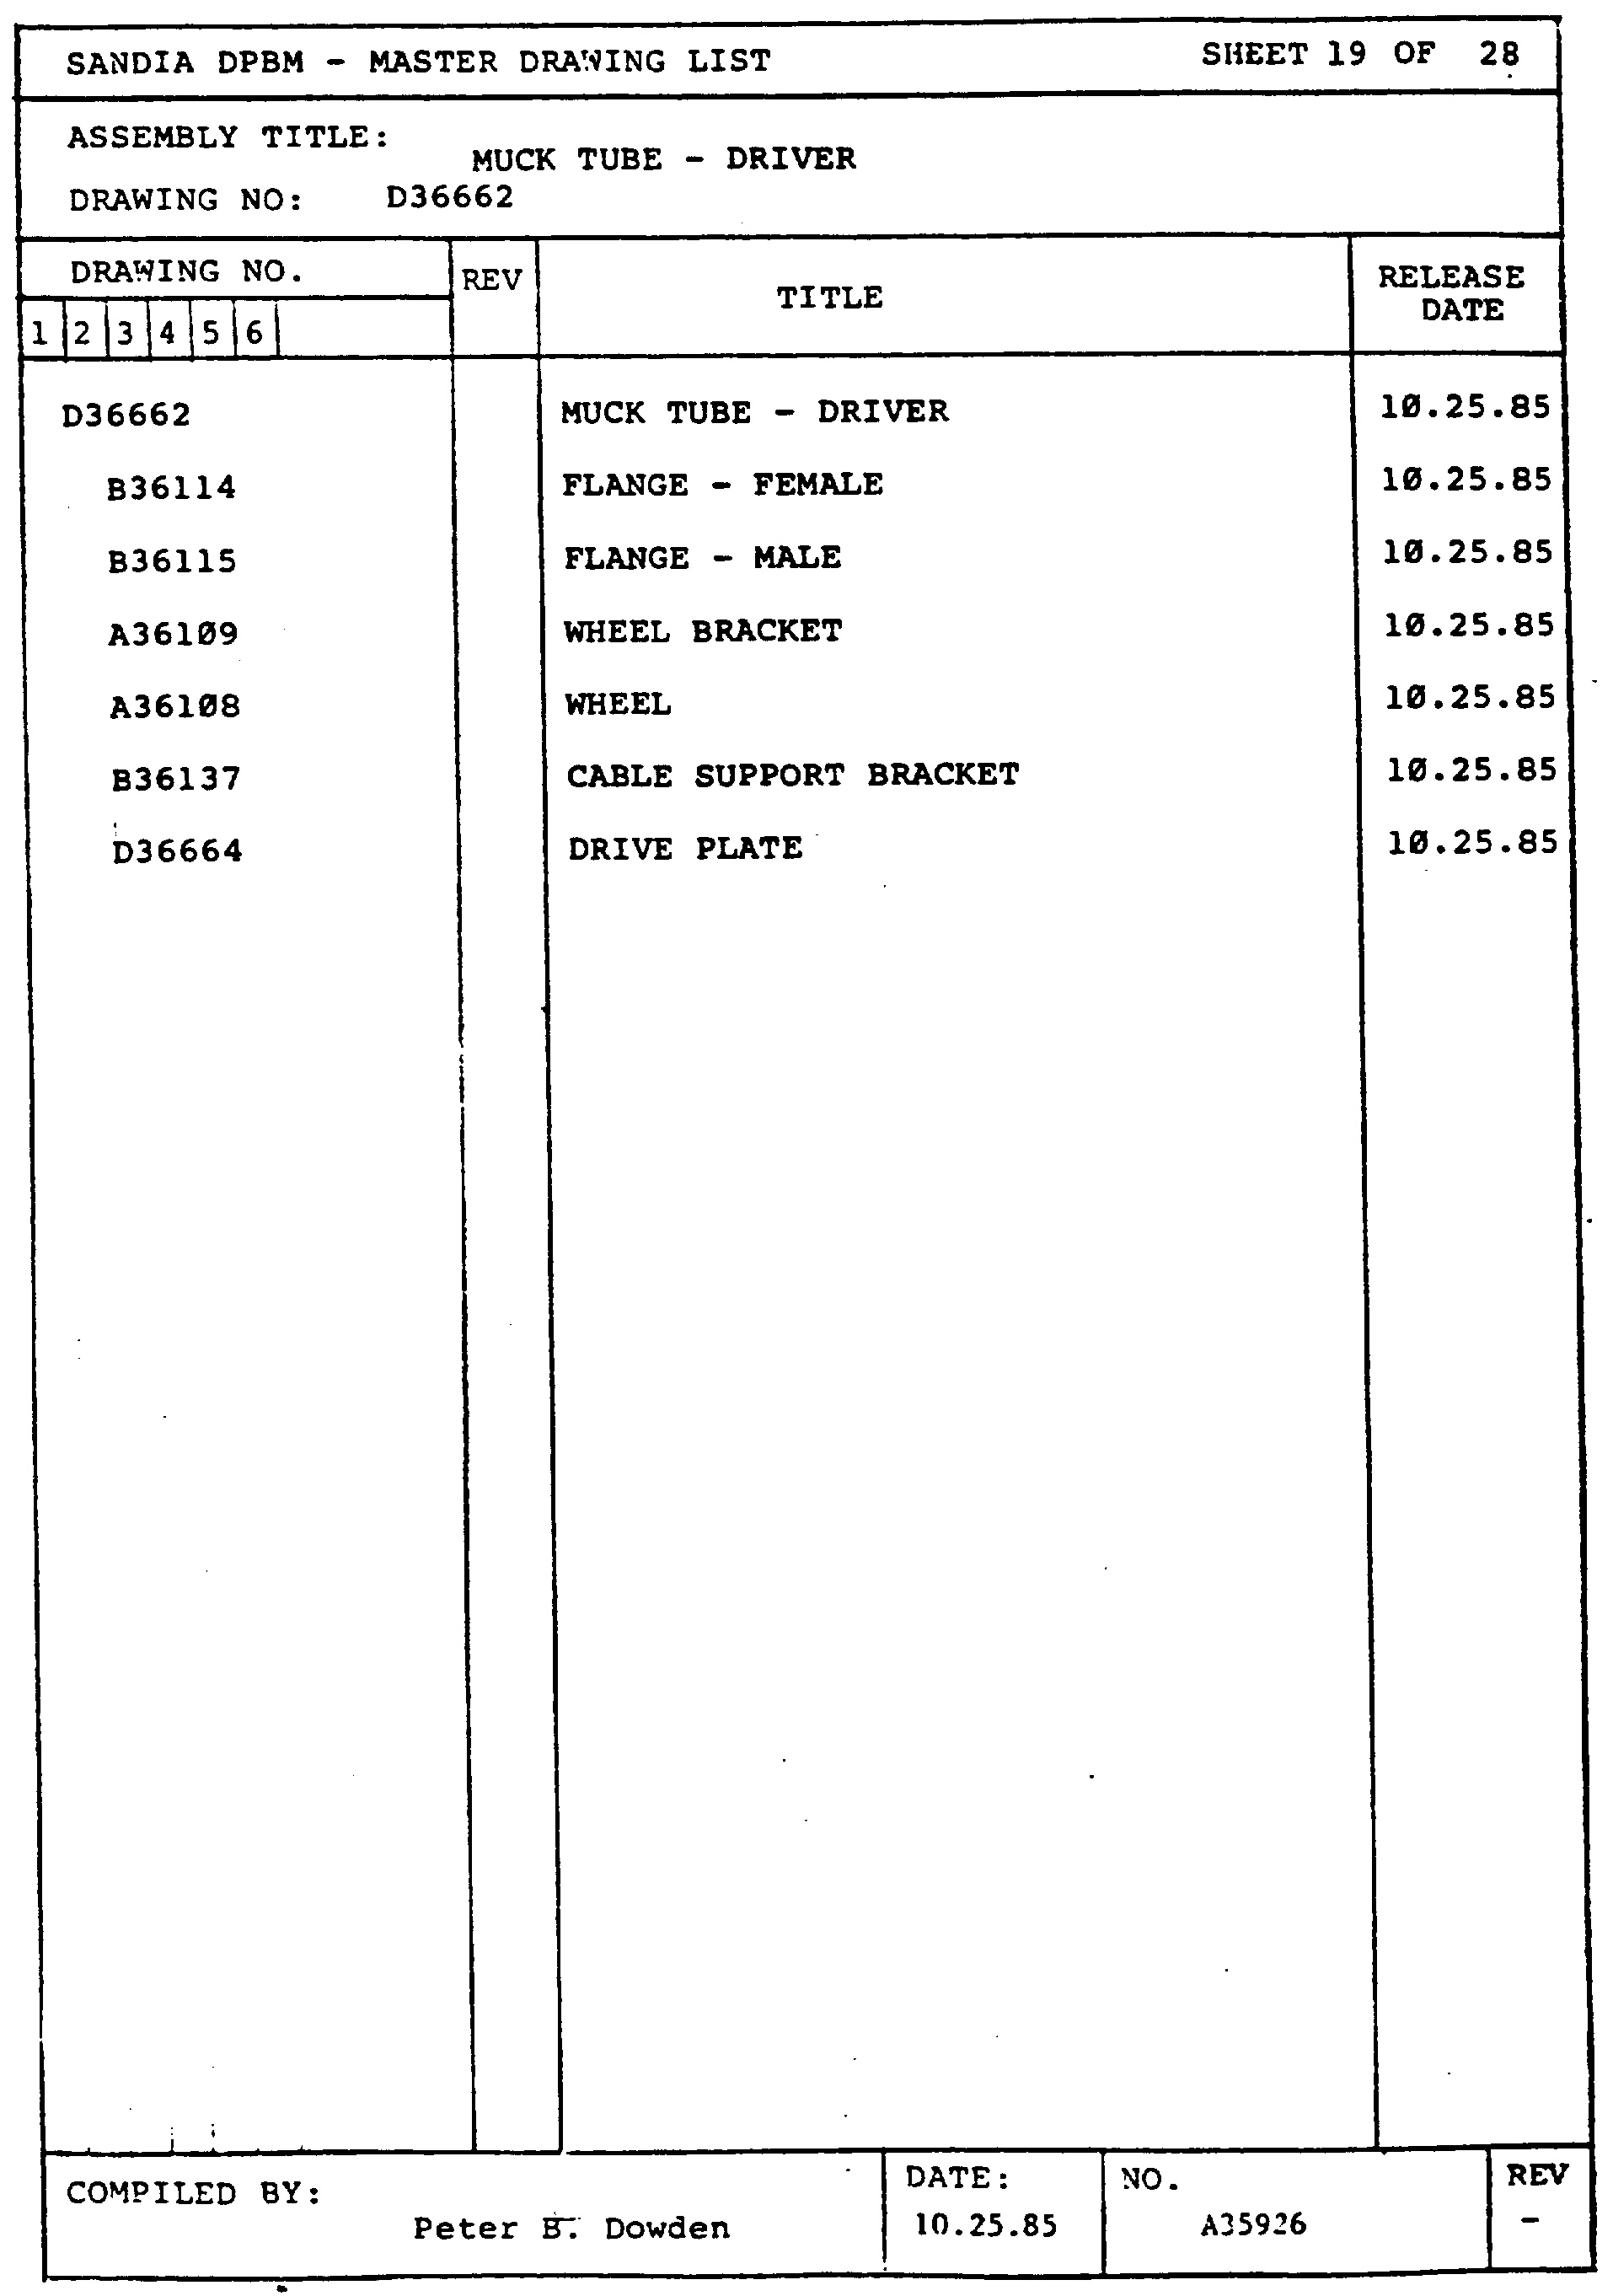 SANDIA DPBM - MASTER DRAWING LIST SHEET 19 OF 28
ASSEMBLY TITLE:
MUCK TUBE - DRIVER
DRAWING NO: D36662
DRAWING NO. REV TITLE RELEASE DATE
1 2 3 4 5 6
D36662 MUCK TUBE - DRIVER 10.25.85
B36114 FLANGE - FEMALE 10.25.85
B36115 FLANGE - MALE 10.25.85
A36109 WHEEL BRACKET 10.25.85
A36108 WHEEL 10.25.85
B36137 CABLE SUPPORT BRACKET 10.25.85
D36664 DRIVE PLATE 10.25.85
COMPILED BY: DATE: NO. REV
Peter B. Dowden 10.25.85 A35926 -